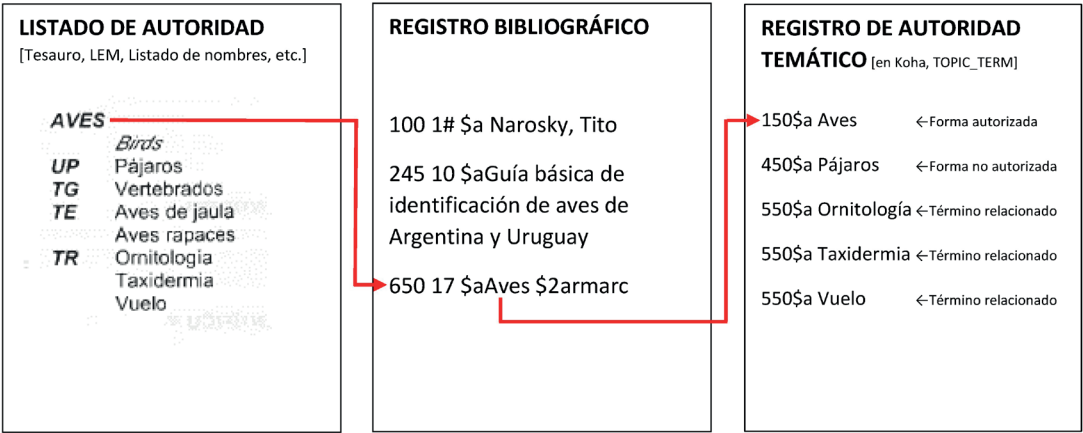 LISTADO DE AUTORIDAD
[Tesauro, LEM, Listado de nombres, etc.]
AVES
Birds
UP Pájaros
TG Vertebrados
TE Aves de jaula
Aves rapaces
TR Ornitologia
Taxidermia
Vuelo
REGISTRO BIBLIOGRÁFICO
100 1# $a Narosky, Tito
245 10 $aGuía básica de
identificación de aves de
Argentina y Uruguay
650 17 $aAves $2armarc
REGISTRO DE AUTORIDAD
TEMÁTICO [en Koha, TOPIC_TERM]
150$a Aves ←Forma autorizada
450$a Pájaros ←Forma no autorizada
550$a Ornitología ←Término relacionado
550$a Taxidermia ←Término relacionado
550$a Vuelo ←Término relacionado